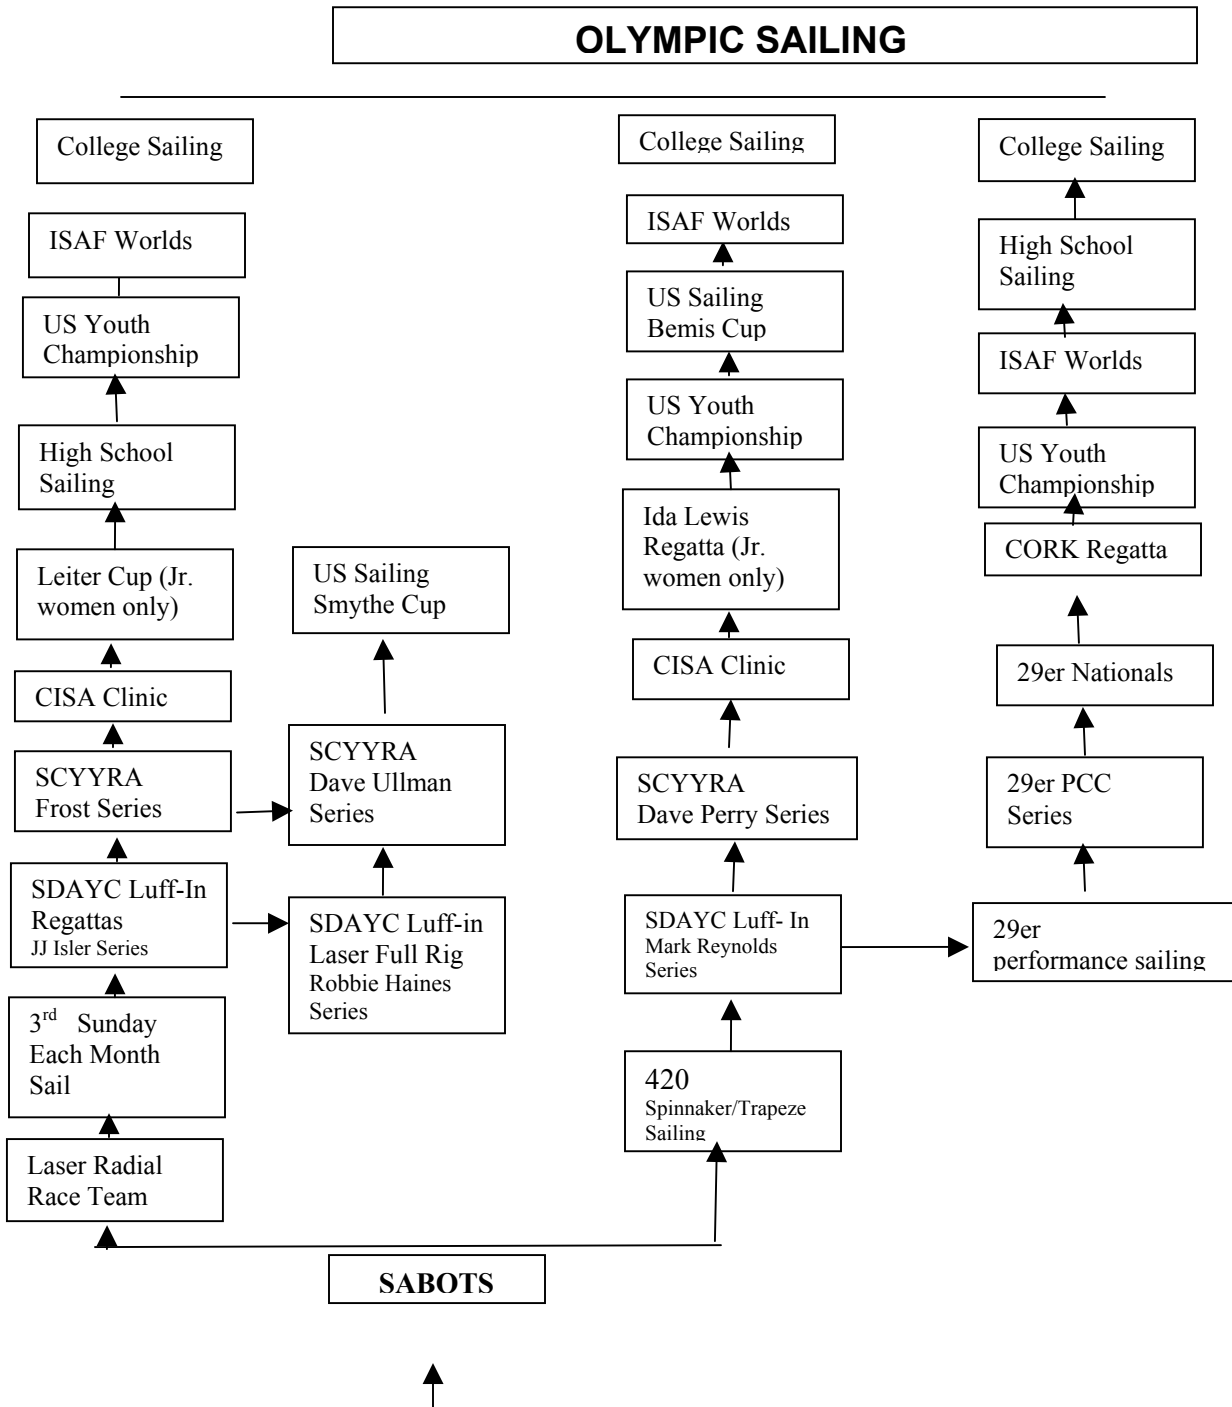 OLYMPIC SAILING
College Sailing
ISAF Worlds
US Youth
Championship
High School
Sailing
Leiter Cup (Jr.
women only)
CISA Clinic
SCYYRA
Frost Series
SDAYC Luff-In
Regattas
JJ Isler Series
3rd Sunday
Each Month
Sail
Laser Radial
Race Team
US Sailing
Smythe Cup
SCYYRA
Dave Ullman
Series
SDAYC Luff-in
Laser Full Rig
Robbie Haines
Series
College Sailing
ISAF Worlds
US Sailing
Bemis Cup
US Youth
Championship
Ida Lewis
Regatta (Jr.
women only)
CISA Clinic
SCYYRA
Dave Perry Series
SDAYC Luff- In
Mark Reynolds
Series
420
Spinnaker/Trapeze
Sailing
College Sailing
High School
Sailing
ISAF Worlds
US Youth
Championship
CORK Regatta
29er Nationals
29er PCC
Series
29er
performance sailing
SABOTS